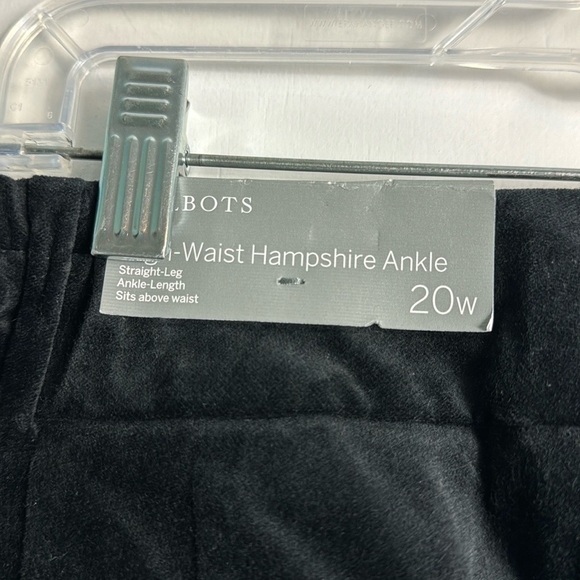 LBOTS
-Waist Hampshire Ankle
Straight-Leg
Ankle-Length
Sits above waist
20W